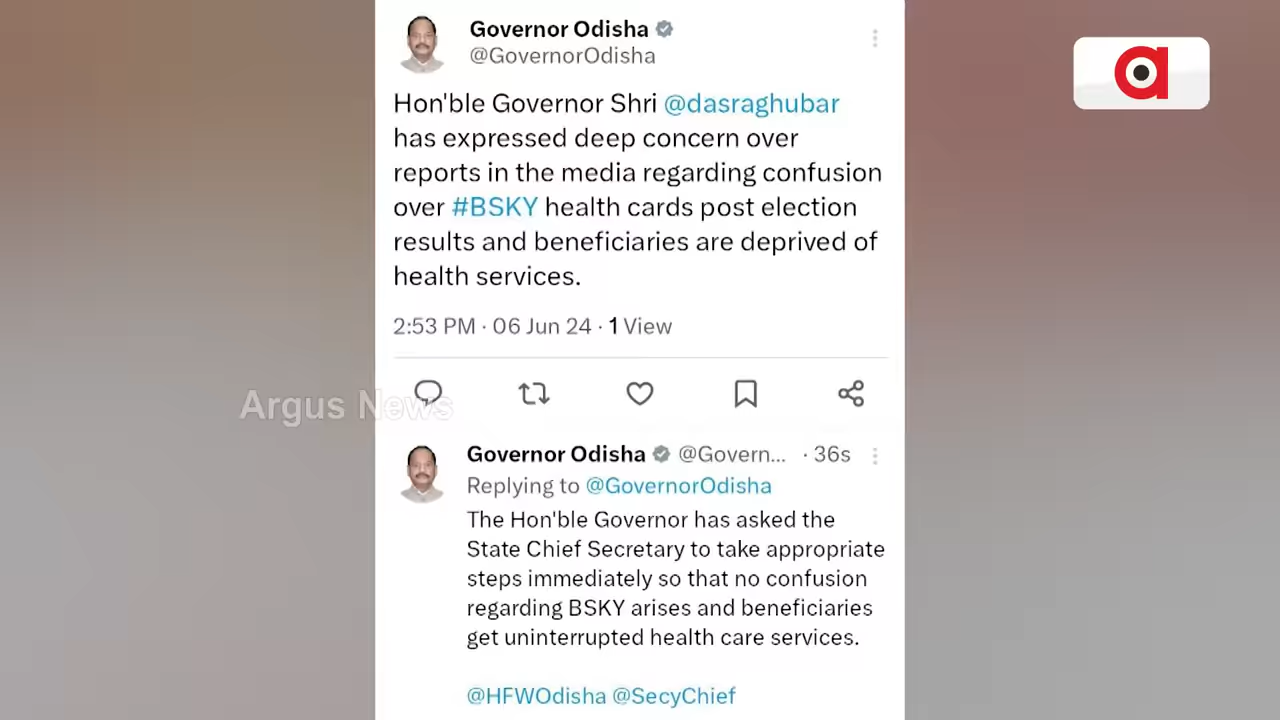 Governor Odisha
@GovernorOdisha
Hon'ble Governor Shri @dasraghubar
has expressed deep concern over
reports in the media regarding confusion
over #BSKY health cards post election
results and beneficiaries are deprived of
health services.
2:53 PM · 06 Jun 24 · 1 View
Argus News
Governor Odisha @Govern... · 36s
Replying to @GovernorOdisha
The Hon'ble Governor has asked the
State Chief Secretary to take appropriate
steps immediately so that no confusion
regarding BSKY arises and beneficiaries
get uninterrupted health care services.
@HFWOdisha @SecyChief
a